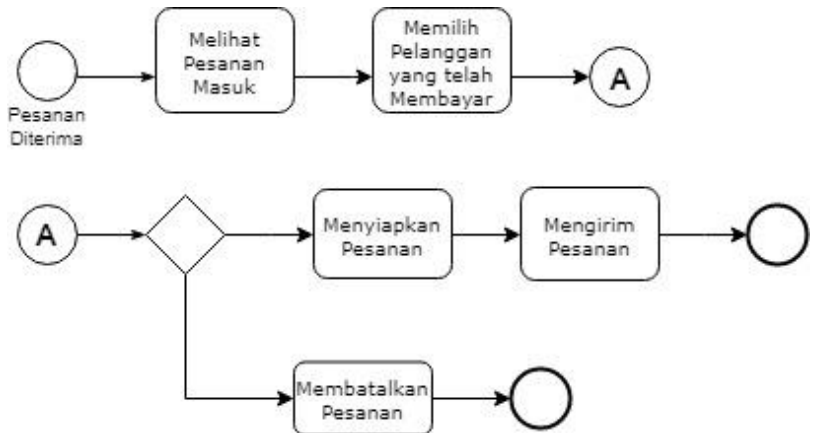 Melihat
Pesanan
Masuk
Memilih
Pelanggan
yang telah
Membayar
A
Pesanan
Diterima
A
Menyiapkan
Pesanan
Mengirim
Pesanan
Membatalkan
Pesanan